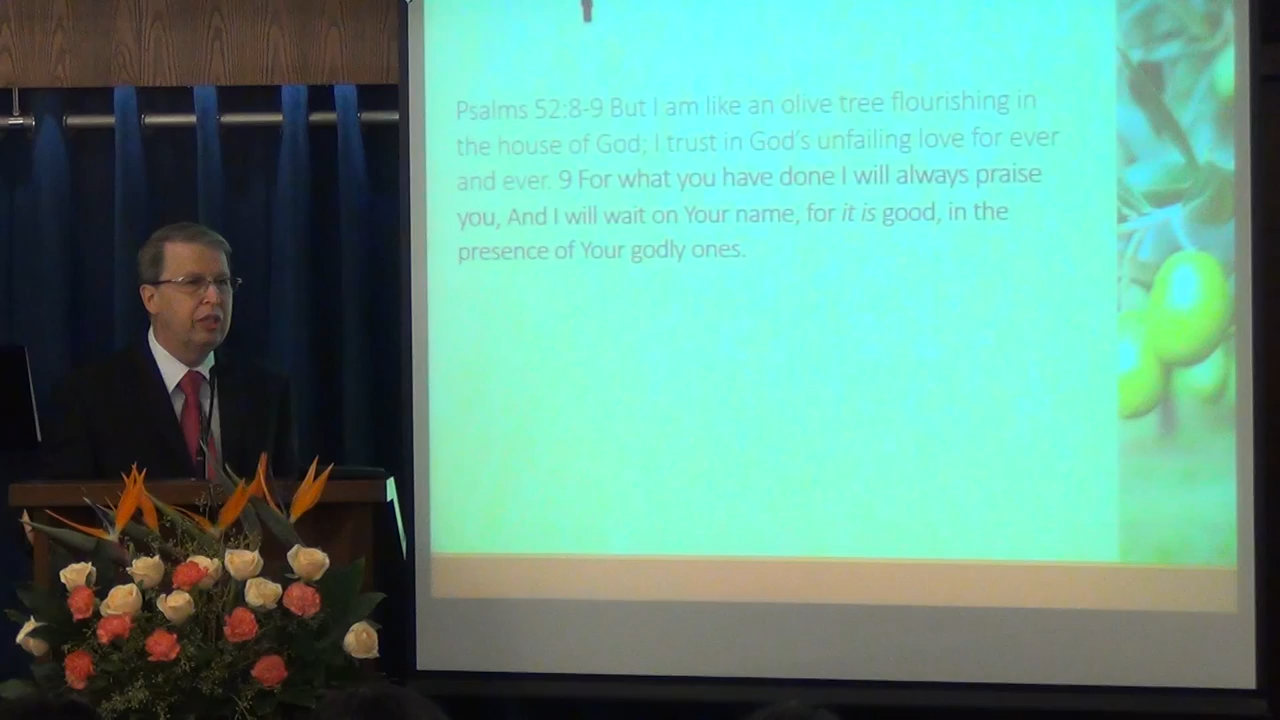 Psalms 52:8-9 But I am like an olive tree flourishing in
the house of God; I trust in God's unfailing love for ever
and ever. 9 For what you have done I will always praise
you, And I will wait on Your name, for it is good, in the
presence of Your godly ones.